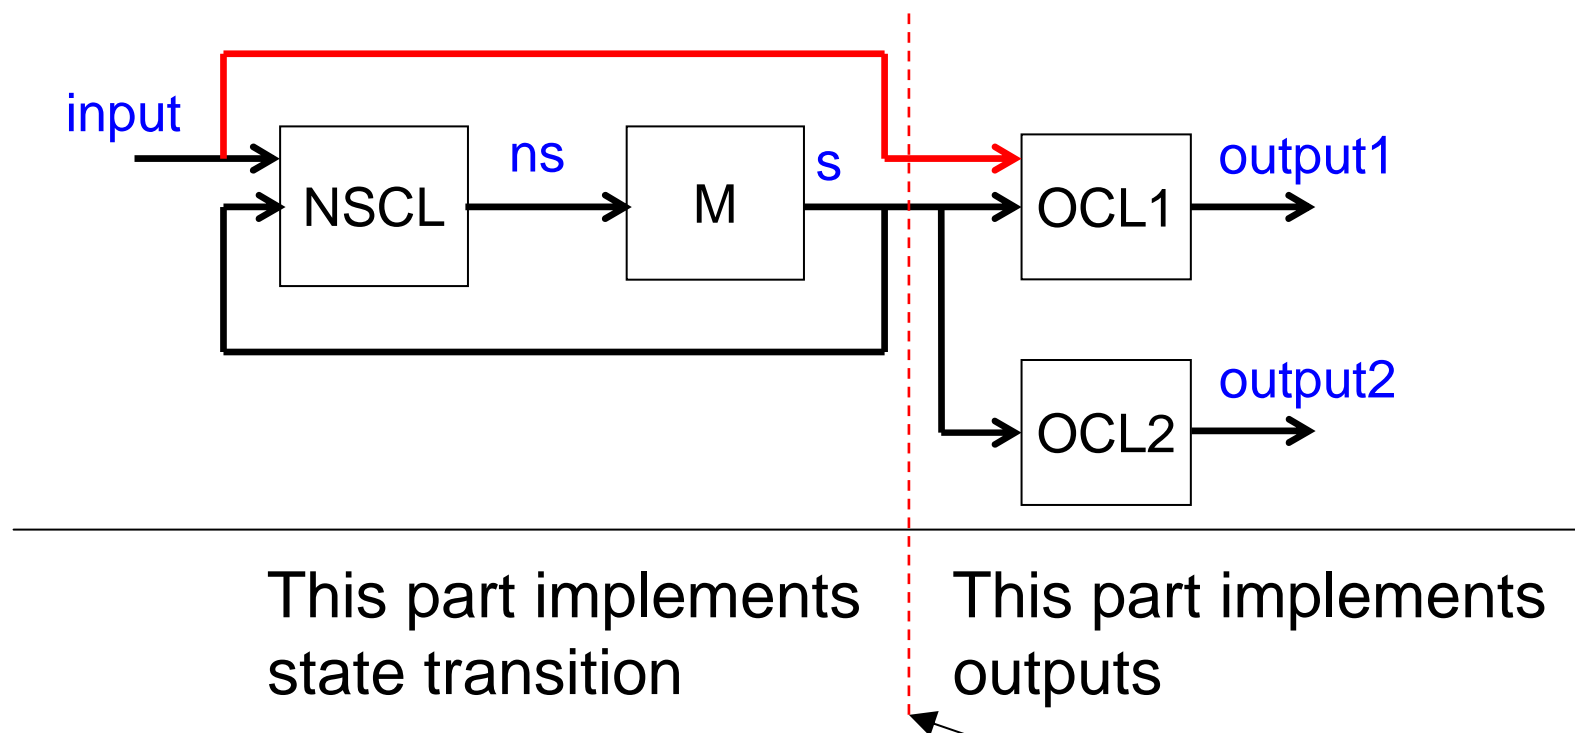 input
NSCL
ns
M
s
OCL1
output1
OCL2
output2
This part implements
state transition
This part implements
outputs